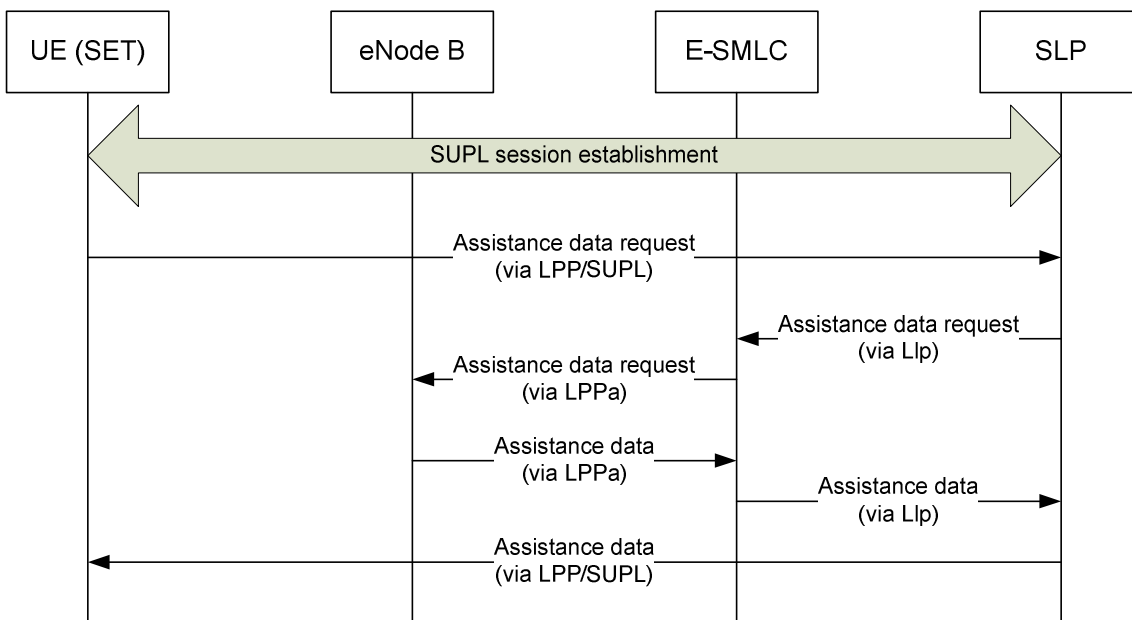 UE (SET)
eNode B
E-SMLC
SLP
SUPL session establishment
Assistance data request
(via LPP/SUPL)
Assistance data request
(via Llp)
Assistance data request
(via LPPa)
Assistance data
(via LPPa)
Assistance data
(via Llp)
Assistance data
(via LPP/SUPL)